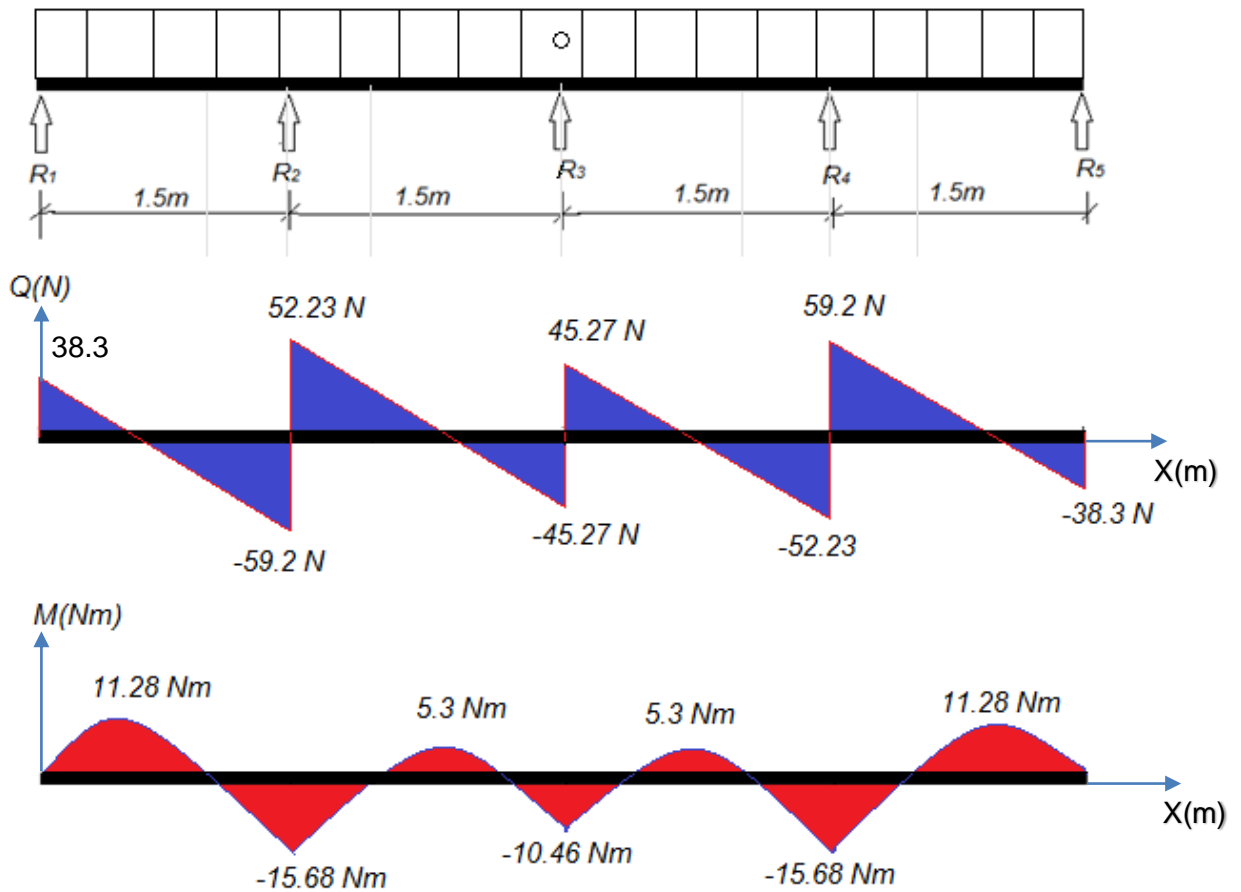 R1 R2 R3 R4 R5
1.5m 1.5m 1.5m 1.5m
Q(N)
52.23 N 45.27 N 59.2 N
38.3
X(m)
-59.2 N -45.27 N -52.23 -38.3 N
M(Nm)
11.28 Nm 5.3 Nm 5.3 Nm 11.28 Nm
X(m)
-15.68 Nm -10.46 Nm -15.68 Nm